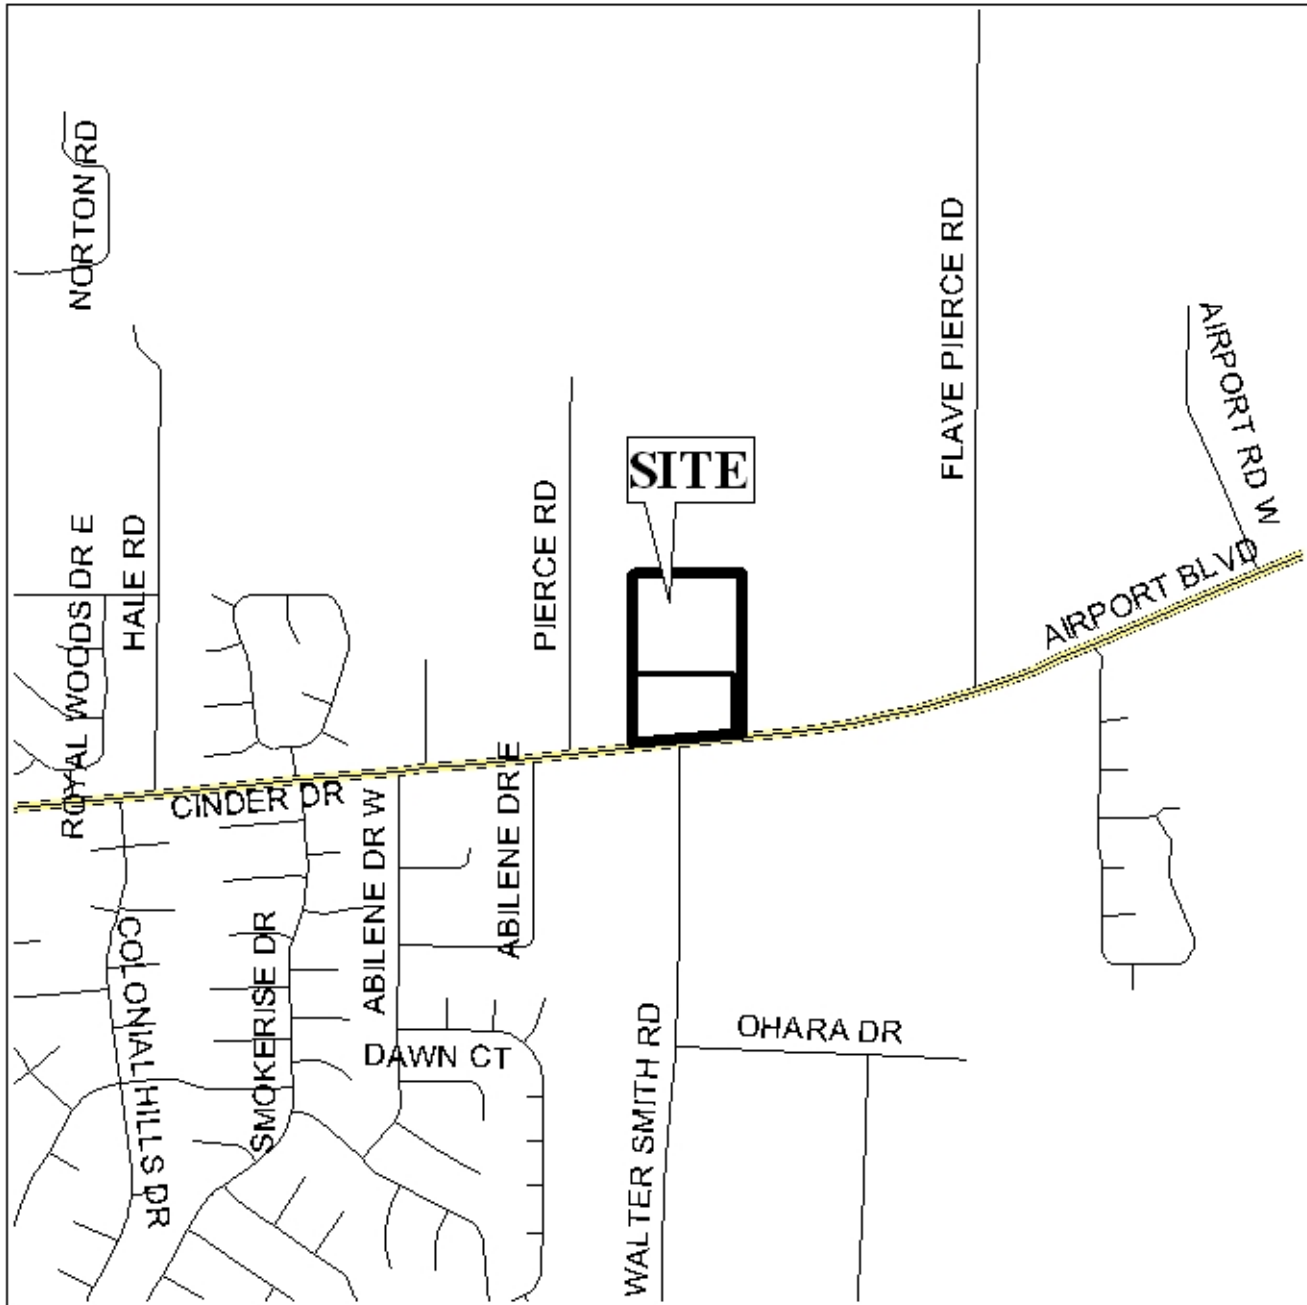 NORTON RD
FLAVE PIERCE RD
AIRPORT RD W
SITE
PIERCE RD
HALE RD
ROYAL WOODS DR E
AIRPORT BLVD
CINDER DR
ABILENE DR W
ABILENE DR E
COLONIAL HILLS DR
SMOKERISE DR
DAWN CT
WALTER SMITH RD
OHARA DR